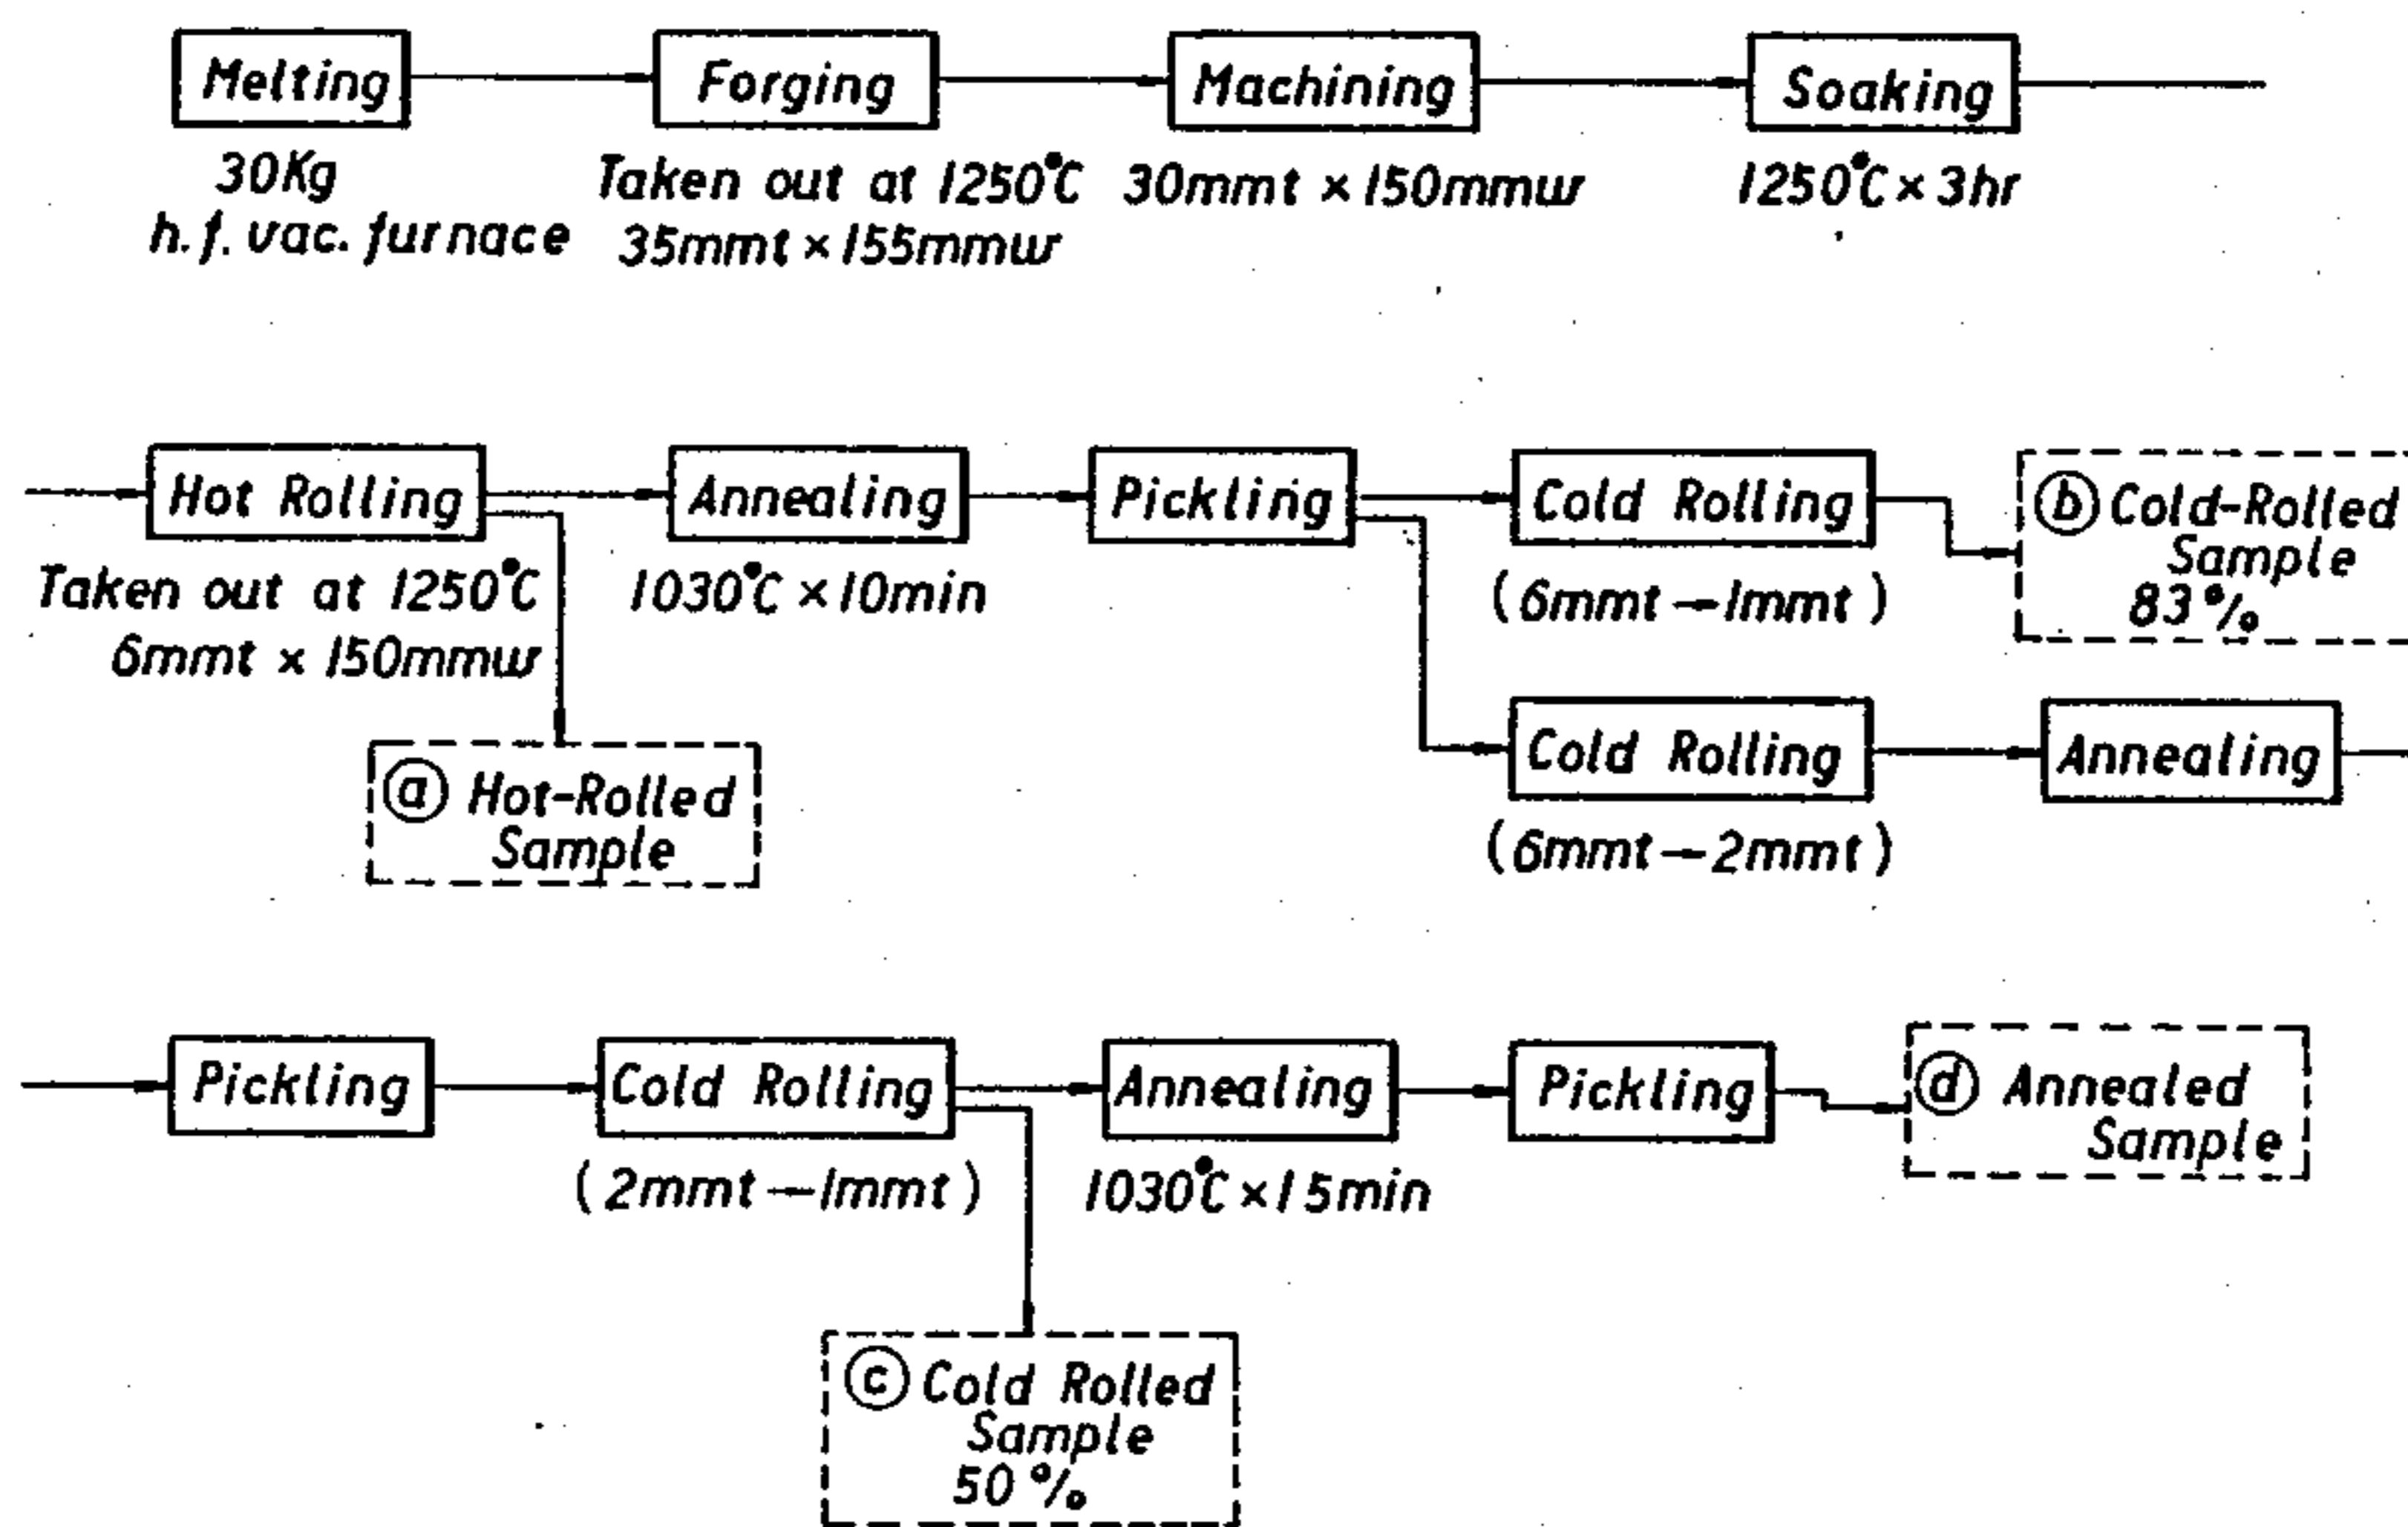 Melting
Forging
Machining
Soaking
30Kg
h.f. vac. furnace
Taken out at 1250°C
35mmt × 155mmw
30mmt × 150mmw
1250°C × 3hr
Hot Rolling
Annealing
Pickling
Cold Rolling
ⓑ Cold-Rolled
Sample
83%
Taken out at 1250°C
6mmt × 150mmw
1030°C × 10min
(6mmt → 1mmt)
Cold Rolling
Annealing
(6mmt → 2mmt)
ⓐ Hot-Rolled
Sample
Pickling
Cold Rolling
Annealing
Pickling
ⓓ Annealed
Sample
(2mmt → 1mmt)
1030°C × 15min
ⓒ Cold Rolled
Sample
50%